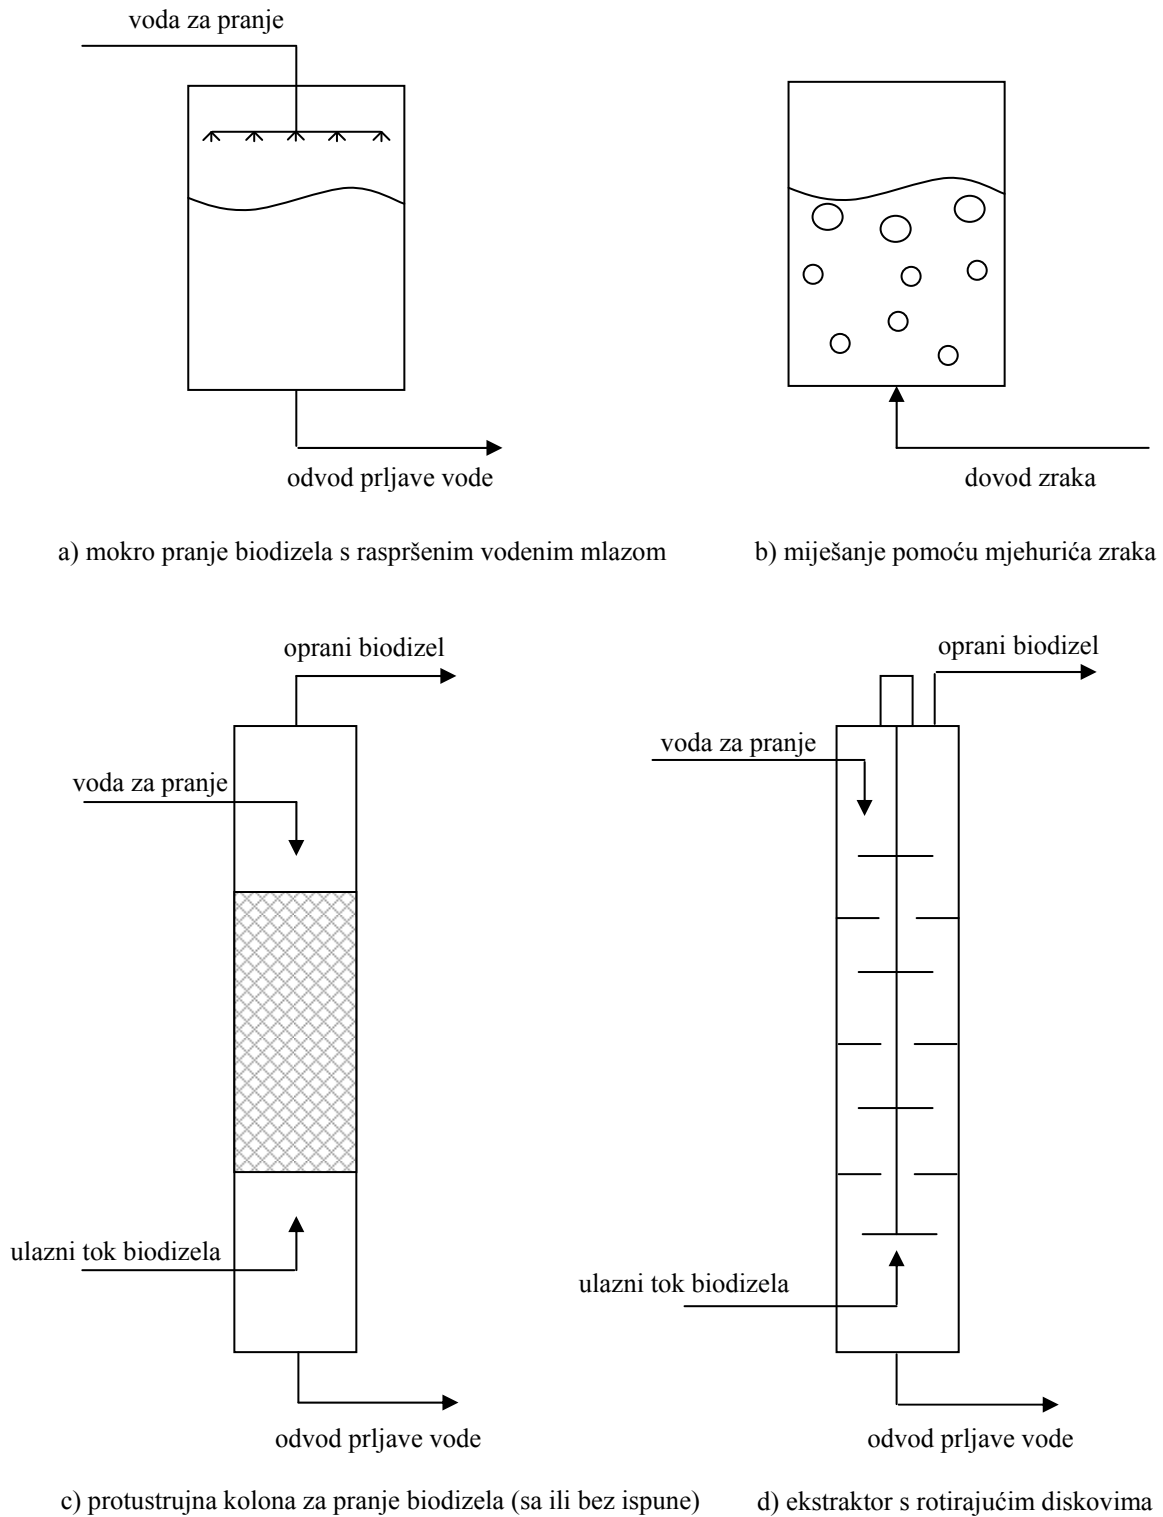 voda za pranje
odvod prljave vode
dovod zraka
a) mokro pranje biodizela s raspršenim vodenim mlazom
b) miješanje pomoću mjehurića zraka
oprani biodizel
voda za pranje
ulazni tok biodizela
odvod prljave vode
oprani biodizel
voda za pranje
ulazni tok biodizela
odvod prljave vode
c) protustrujna kolona za pranje biodizela (sa ili bez ispune)
d) ekstraktor s rotirajućim diskovima